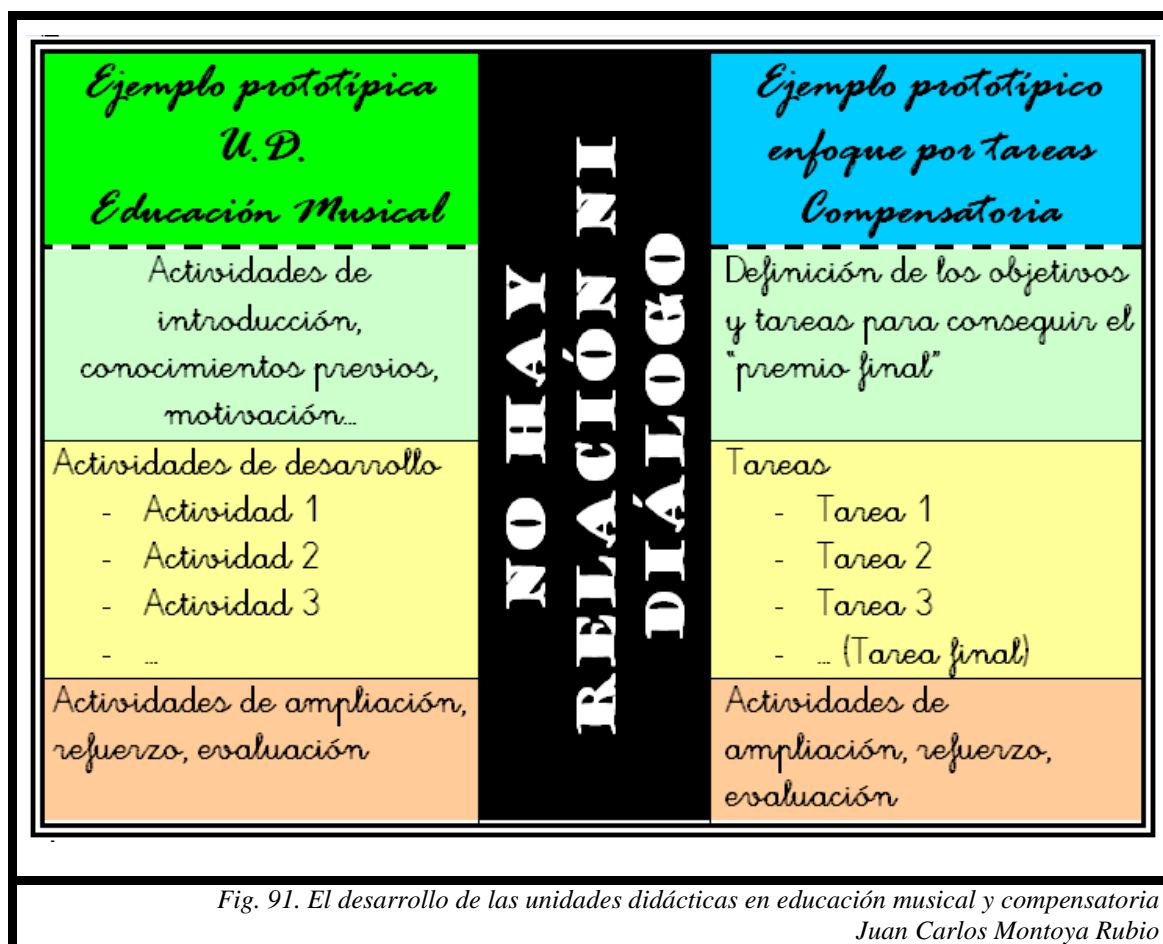 Ejemplo prototípica
U.D.
Educación Musical
Actividades de
introducción,
conocimientos previos,
motivación...
Actividades de desarrollo
- Actividad 1
- Actividad 2
- Actividad 3
- ...
Actividades de ampliación,
refuerzo, evaluación
NO HAY
RELACIÓN NI
DIÁLOGO
Ejemplo prototípico
enfoque por tareas
Compensatoria
Definición de los objetivos
y tareas para conseguir el
"premio final"
Tareas
- Tarea 1
- Tarea 2
- Tarea 3
- ... (Tarea final)
Actividades de
ampliación, refuerzo,
evaluación
Fig. 91. El desarrollo de las unidades didácticas en educación musical y compensatoria
Juan Carlos Montoya Rubio